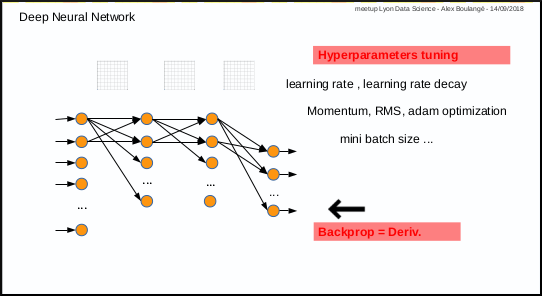 meetup Lyon Data Science - Alex Boulangé - 14/09/2018
Deep Neural Network
Hyperparameters tuning
learning rate , learning rate decay
Momentum, RMS, adam optimization
mini batch size ...
...
...
...
...
Backprop = Deriv.